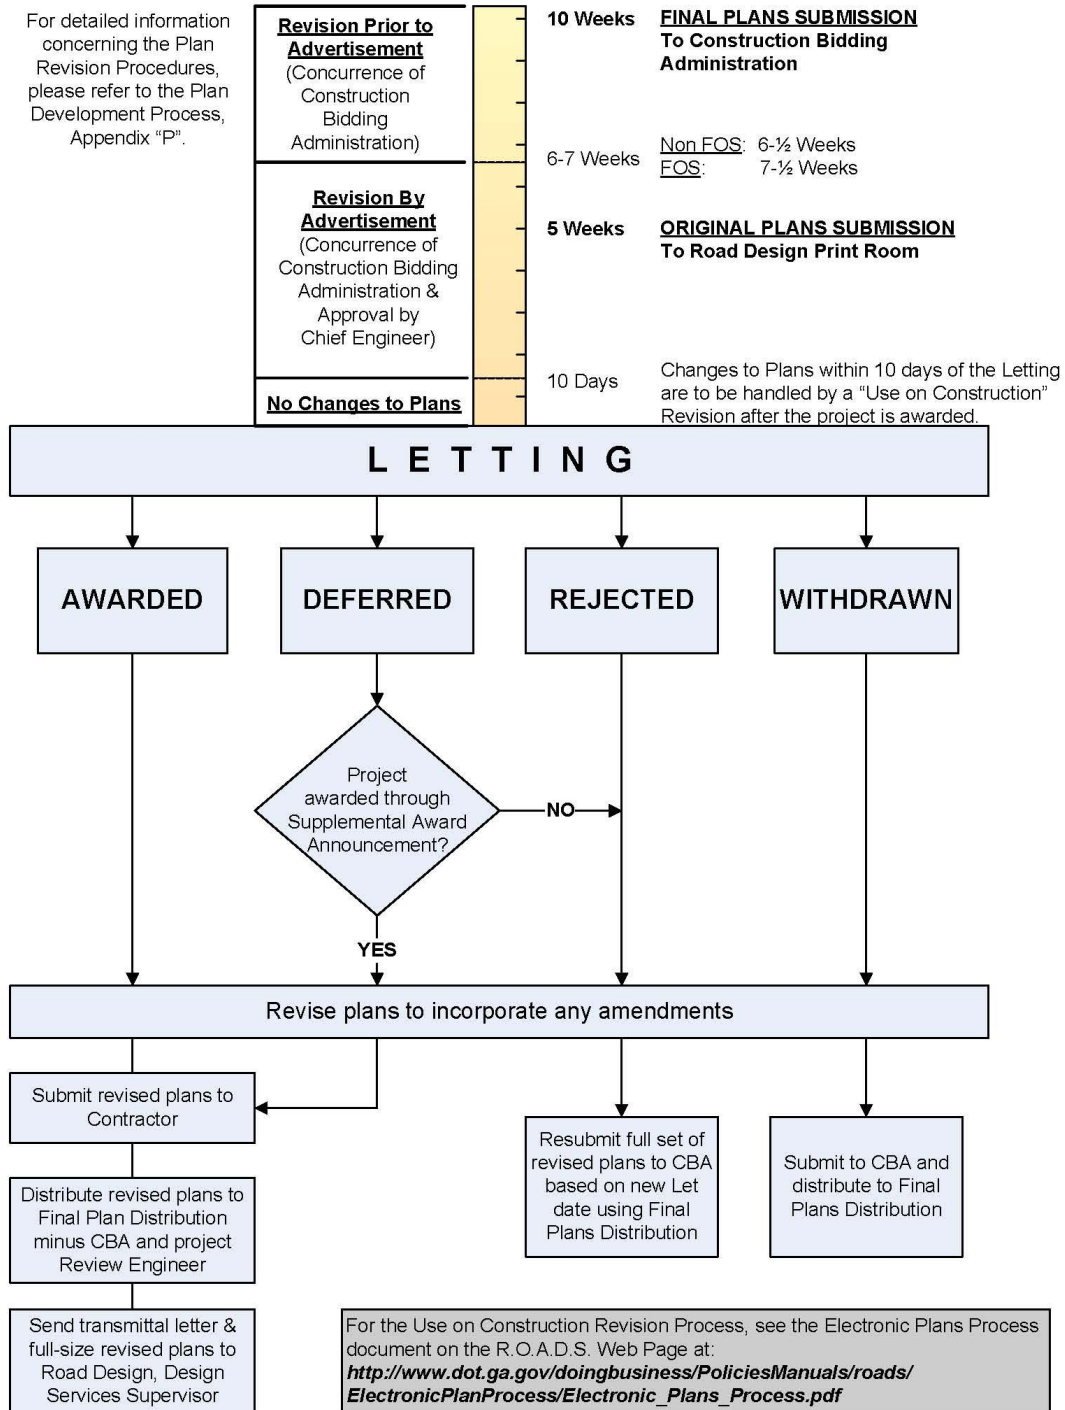 For detailed information
concerning the Plan
Revision Procedures,
please refer to the Plan
Development Process,
Appendix “P”.
Revision Prior to
Advertisement
(Concurrence of
Construction
Bidding
Administration)
10 Weeks
FINAL PLANS SUBMISSION
To Construction Bidding
Administration
6-7 Weeks
Non FOS: 6-½ Weeks
FOS: 7-½ Weeks
Revision By
Advertisement
(Concurrence of
Construction Bidding
Administration &
Approval by
Chief Engineer)
5 Weeks
ORIGINAL PLANS SUBMISSION
To Road Design Print Room
No Changes to Plans
10 Days
Changes to Plans within 10 days of the Letting
are to be handled by a “Use on Construction”
Revision after the project is awarded.
L E T T I N G
AWARDED
DEFERRED
REJECTED
WITHDRAWN
Project
awarded through
Supplemental Award
Announcement?
NO
YES
Revise plans to incorporate any amendments
Submit revised plans to
Contractor
Distribute revised plans to
Final Plan Distribution
minus CBA and project
Review Engineer
Send transmittal letter &
full-size revised plans to
Road Design, Design
Services Supervisor
Resubmit full set of
revised plans to CBA
based on new Let
date using Final
Plans Distribution
Submit to CBA and
distribute to Final
Plans Distribution
For the Use on Construction Revision Process, see the Electronic Plans Process
document on the R.O.A.D.S. Web Page at:
http://www.dot.ga.gov/doingbusiness/PoliciesManuals/roads/
ElectronicPlanProcess/Electronic_Plans_Process.pdf